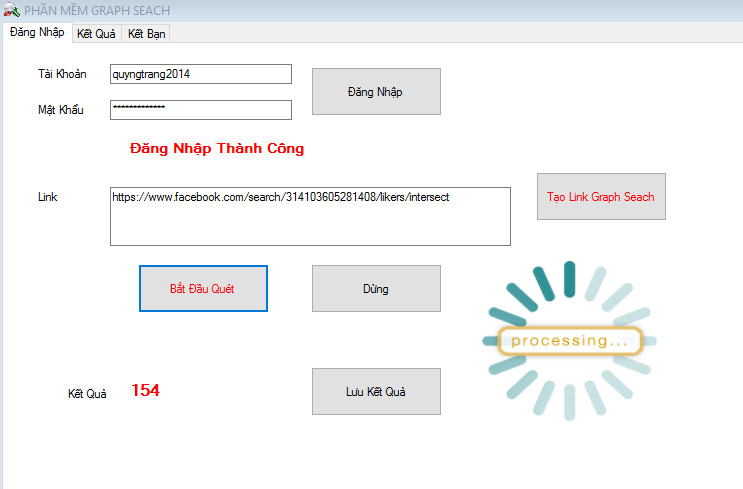 PHẦN MỀM GRAPH SEACH
Đăng Nhập Kết Quả Kết Bạn
Tài Khoản quyngtrang2014 Đăng Nhập
Mật Khẩu *************
Đăng Nhập Thành Công
Link https://www.facebook.com/search/314103605281408/likers/intersect Tạo Link Graph Seach
Bắt Đầu Quét Dừng
processing...
Kết Quả 154 Lưu Kết Quả